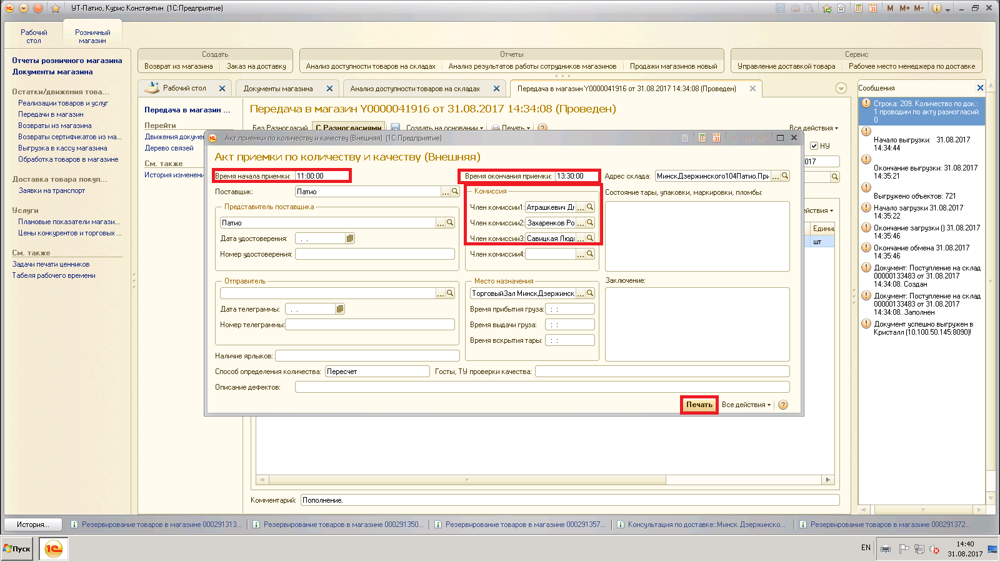 УТ-Патио, Курис Константин (1С:Предприятие)
M M+ M-
Рабочий стол
Розничный магазин
Создать
Возврат из магазина Заказ на доставку
Отчеты
Анализ доступности товаров на складах Анализ результатов работы сотрудников магазинов Продажи магазинов новый
Сервис
Управление доставкой товара Рабочее место менеджера по доставке
Отчеты розничного магазина
Документы магазина
Остатки/движения това...
Реализации товаров и услуг
Передачи в магазин
Возвраты из магазина
Возвраты сертификатов из ма...
Выгрузка в кассу магазина
Обработка товаров в магазине
Доставка товара покуп...
Заявки на транспорт
Услуги
Плановые показатели магази...
Цены конкурентов и торговых ...
См. также
Задачи печати ценников
Табеля рабочего времени
Рабочий стол
Документы магазина
Анализ доступности товаров на складах
Передача в магазин Y0000041916 от 31.08.2017 14:34:08 (Проведен)
Передача в магазин ...
Перейти
Движения докуме
Дерево связей
См. также
История изменени
Передача в магазин Y0000041916 от 31.08.2017 14:34:08 (Проведен)
Без Разногласий С Разногласиями Создать на основании Печать
Все действия
НУ
017
ействия
Единиц
шт
Акт приемки по количеству и качеству (Внешняя) (1С:Предприятие)
Акт приемки по количеству и качеству (Внешняя)
Время начала приемки: 11:00:00
Время окончания приемки: 13:30:00
Адрес склада: МинскДзержинского104Патио.При
Поставщик: Патио
Представитель поставщика
Патио
Дата удостоверения: . .
Номер удостоверения:
Комиссия
Член комиссии1: Атрашкевич Дн
Член комиссии2: Захаренков Ро
Член комиссии3: Савицкая Люд
Член комиссии4:
Состояние тары, упаковки, маркировки, пломбы:
Отправитель
Дата телеграммы: . .
Номер телеграммы:
Место назначения
ТорговыйЗал МинскДзержинск
Время прибытия груза: : :
Время выдачи груза: : :
Время вскрытия тары: : :
Заключение:
Наличие ярлыков:
Способ определения количества: Пересчет
Госты, ТУ проверки качества:
Описание дефектов:
Печать Все действия
Комментарий: Пополнение.
Сообщения
Строка: 209. Количество по док.:
1 проводим по акту разногласий:
0
Начало выгрузки: 31.08.2017
14:34:44
Окончание выгрузки: 31.08.2017
14:35:21
Выгружено объектов: 721
Начало загрузки 31.08.2017
14:35:22
Окончание загрузки () 31.08.2017
14:35:46
Окончание обмена 31.08.2017
14:35:46
Документ: Поступление на склад
00000133483 от 31.08.2017
14:34:08. Создан
Документ: Поступление на склад
00000133483 от 31.08.2017
14:34:08. Заполнен
Документ успешно выгружен в
Кристалл (10.100.50.145:8090)!
История...
Резервирование товаров в магазине 000291313...
Резервирование товаров в магазине 000291350...
Резервирование товаров в магазине 000291357...
Консультация по доставке::Минск Дзержинско...
Резервирование товаров в магазине 000291372...
Пуск
EN
14:40
31.08.2017